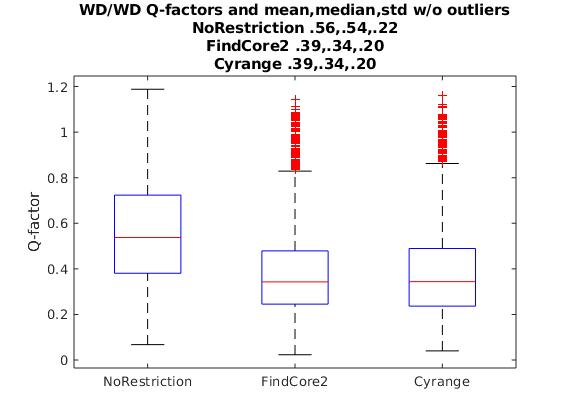 WD/WD Q-factors and mean,median,std w/o outliers
NoRestriction .56,.54,.22
FindCore2 .39,.34,.20
Cyrange .39,.34,.20
1.2
1
0.8
0.6
0.4
0.2
0
Q-factor
NoRestriction FindCore2 Cyrange